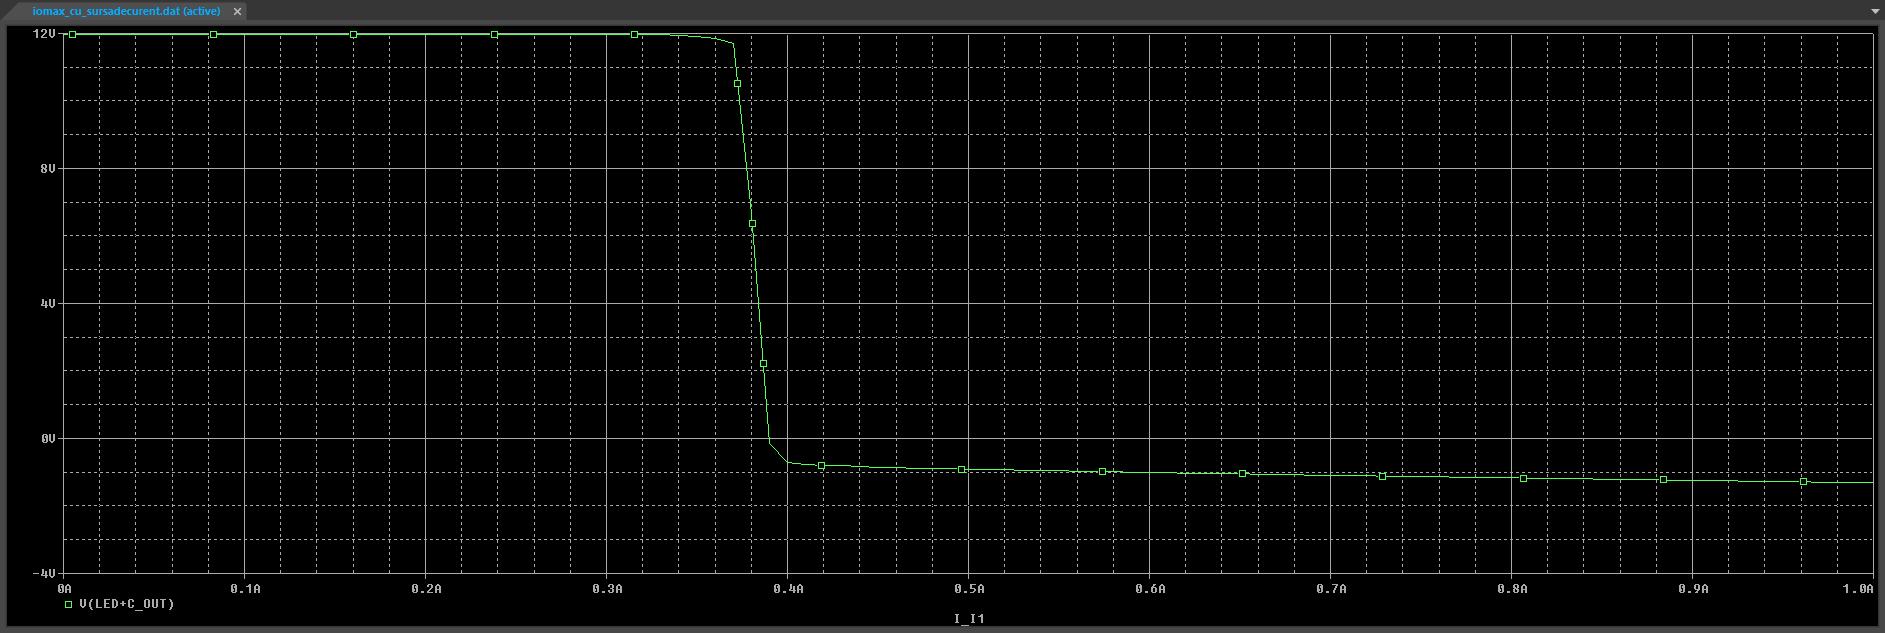 iomax_cu_sursadecurent.dat (active)
12V
8V
4V
0V
-4V
0A 0.1A 0.2A 0.3A 0.4A 0.5A 0.6A 0.7A 0.8A 0.9A 1.0A
V(LED+C_OUT)
I_I1